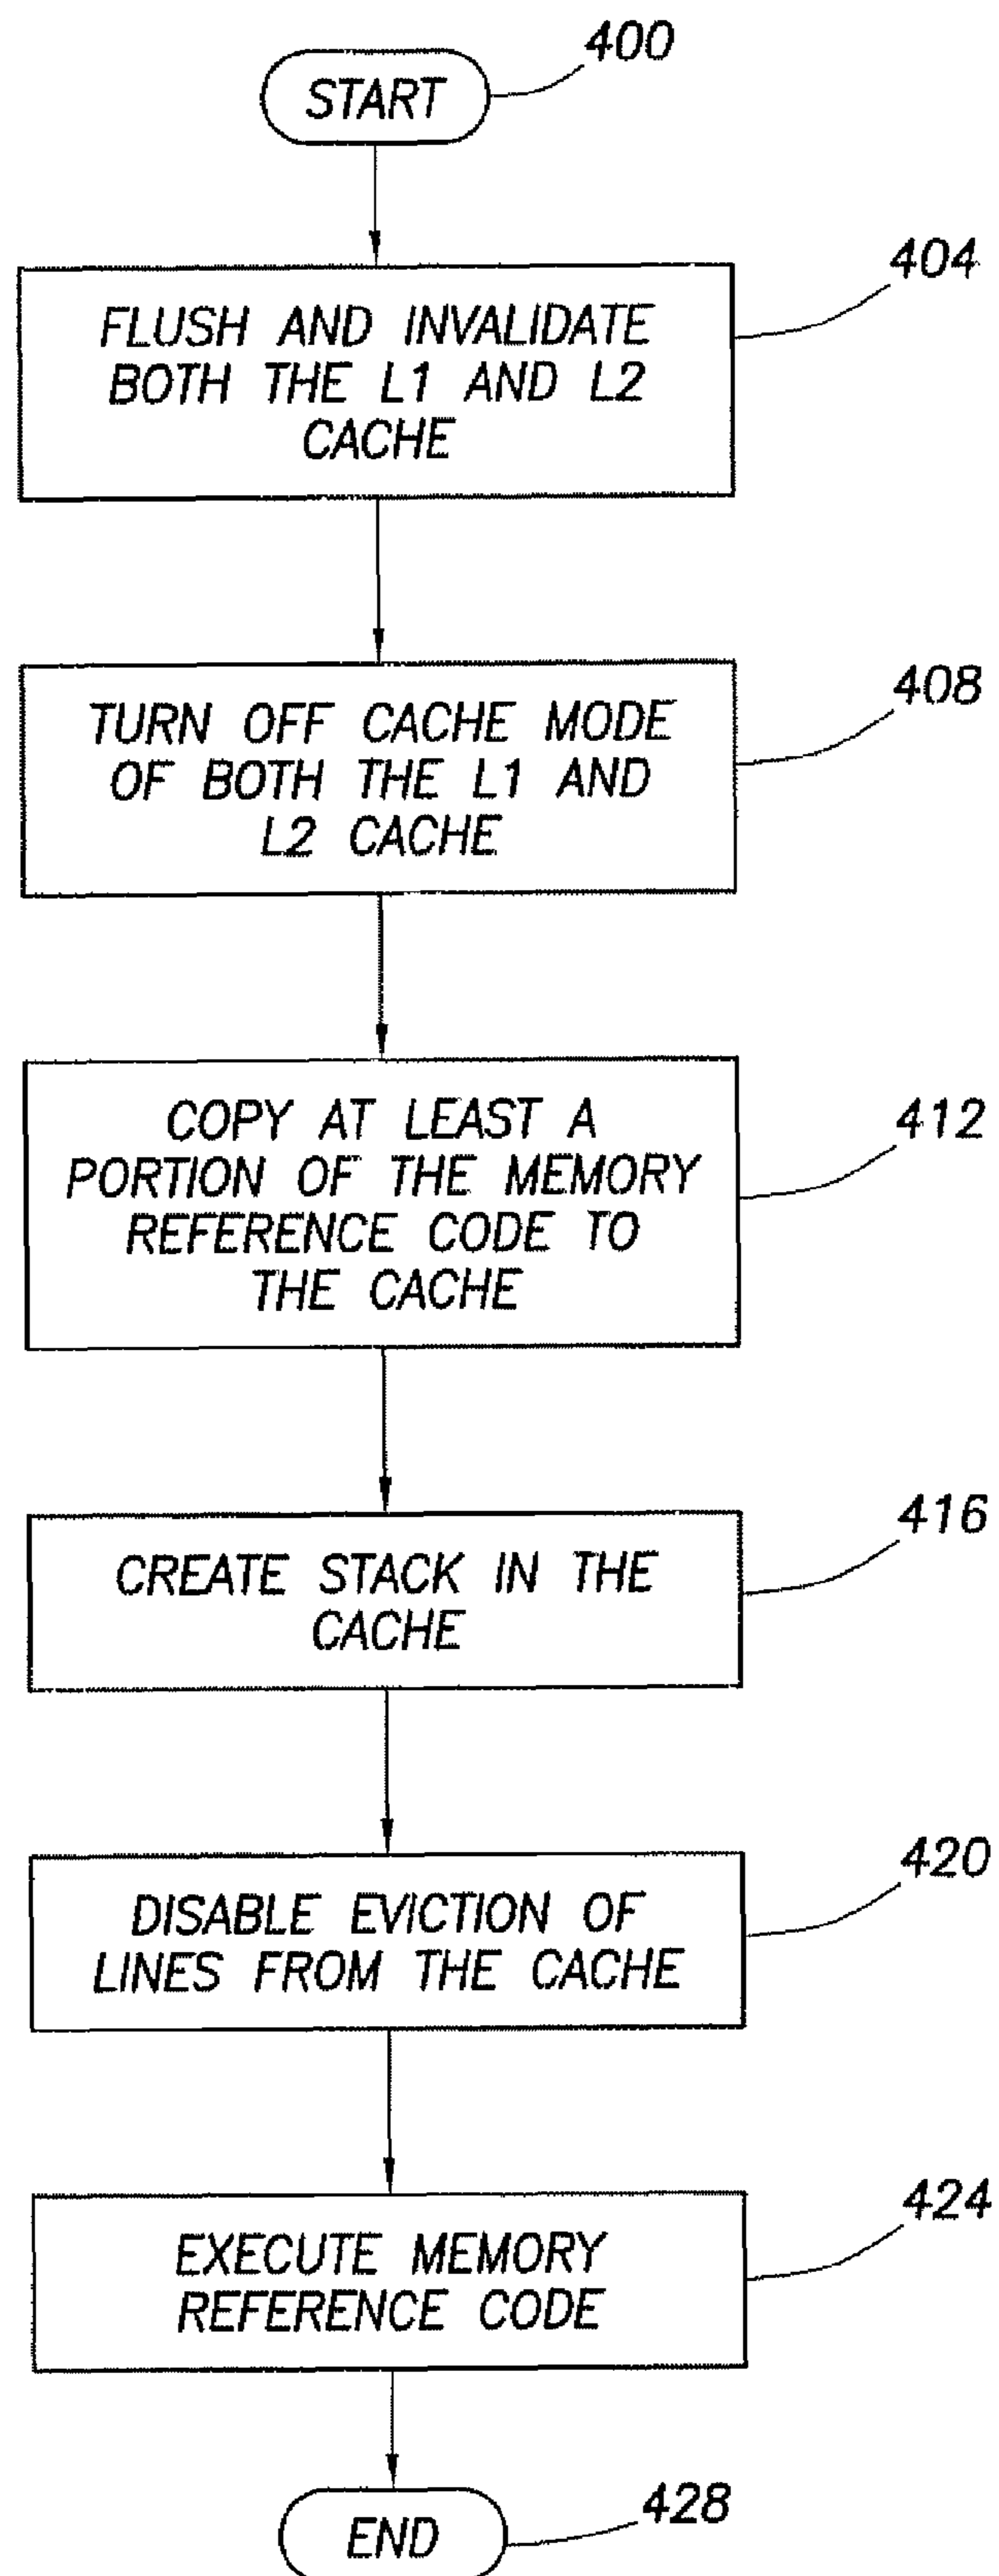 START
400
FLUSH AND INVALIDATE
BOTH THE L1 AND L2
CACHE
404
TURN OFF CACHE MODE
OF BOTH THE L1 AND
L2 CACHE
408
COPY AT LEAST A
PORTION OF THE MEMORY
REFERENCE CODE TO
THE CACHE
412
CREATE STACK IN THE
CACHE
416
DISABLE EVICTION OF
LINES FROM THE CACHE
420
EXECUTE MEMORY
REFERENCE CODE
424
END
428